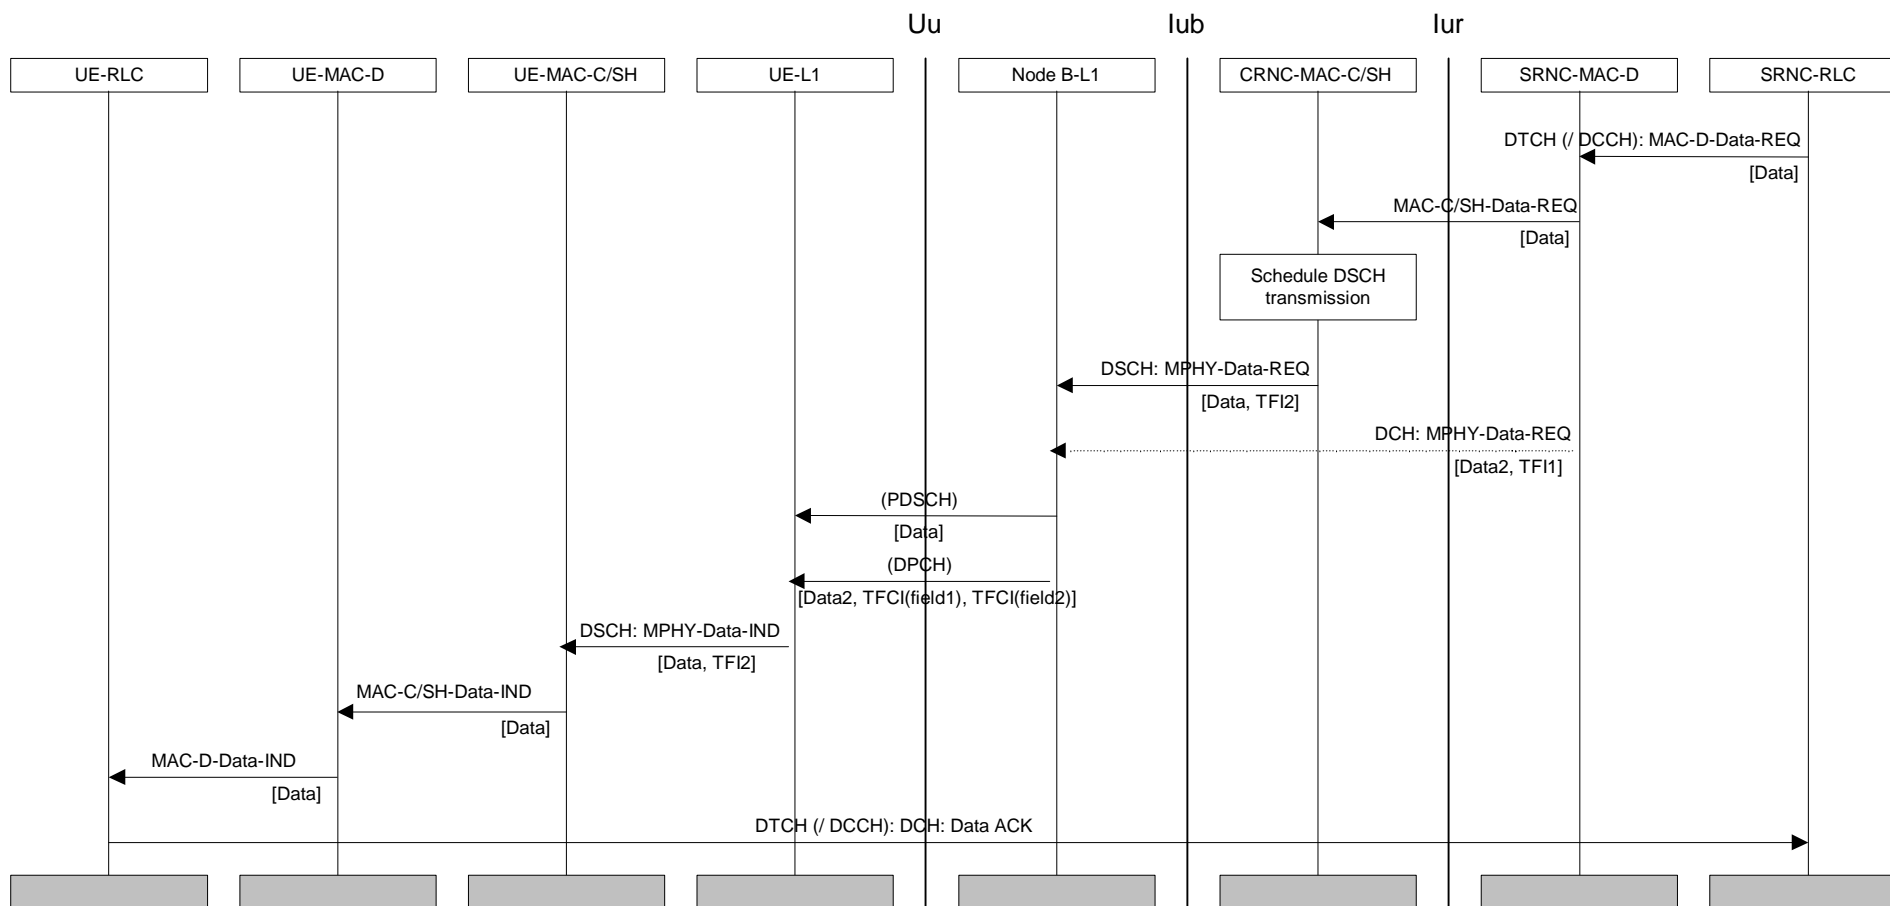 Uu
Iub
Iur
UE-RLC
UE-MAC-D
UE-MAC-C/SH
UE-L1
Node B-L1
CRNC-MAC-C/SH
SRNC-MAC-D
SRNC-RLC
DTCH (/ DCCH): MAC-D-Data-REQ
[Data]
MAC-C/SH-Data-REQ
[Data]
Schedule DSCH
transmission
DSCH: MPHY-Data-REQ
[Data, TFI2]
DCH: MPHY-Data-REQ
[Data2, TFI1]
(PDSCH)
[Data]
(DPCH)
[Data2, TFCI(field1), TFCI(field2)]
DSCH: MPHY-Data-IND
[Data, TFI2]
MAC-C/SH-Data-IND
[Data]
MAC-D-Data-IND
[Data]
DTCH (/ DCCH): DCH: Data ACK